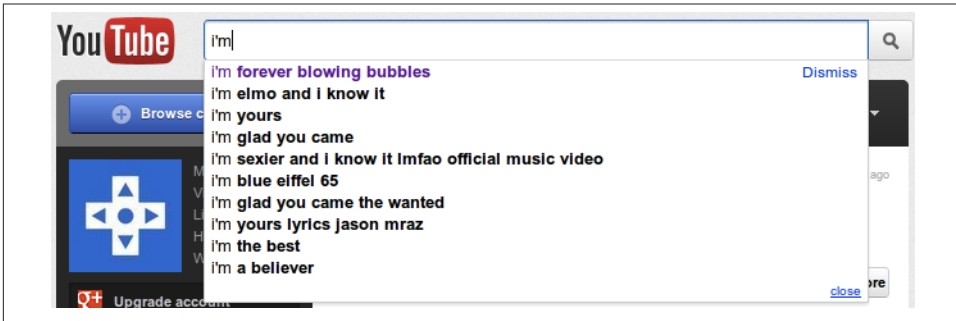 YouTube
i'm
i'm forever blowing bubbles Dismiss
i'm elmo and i know it
i'm yours
i'm glad you came
i'm sexier and i know it lmfao official music video
i'm blue eiffel 65
i'm glad you came the wanted
i'm yours lyrics jason mraz
i'm the best
i'm a believer
close
Browse c
ago
M
V
Li
H
W
g+ Upgrade account
ore